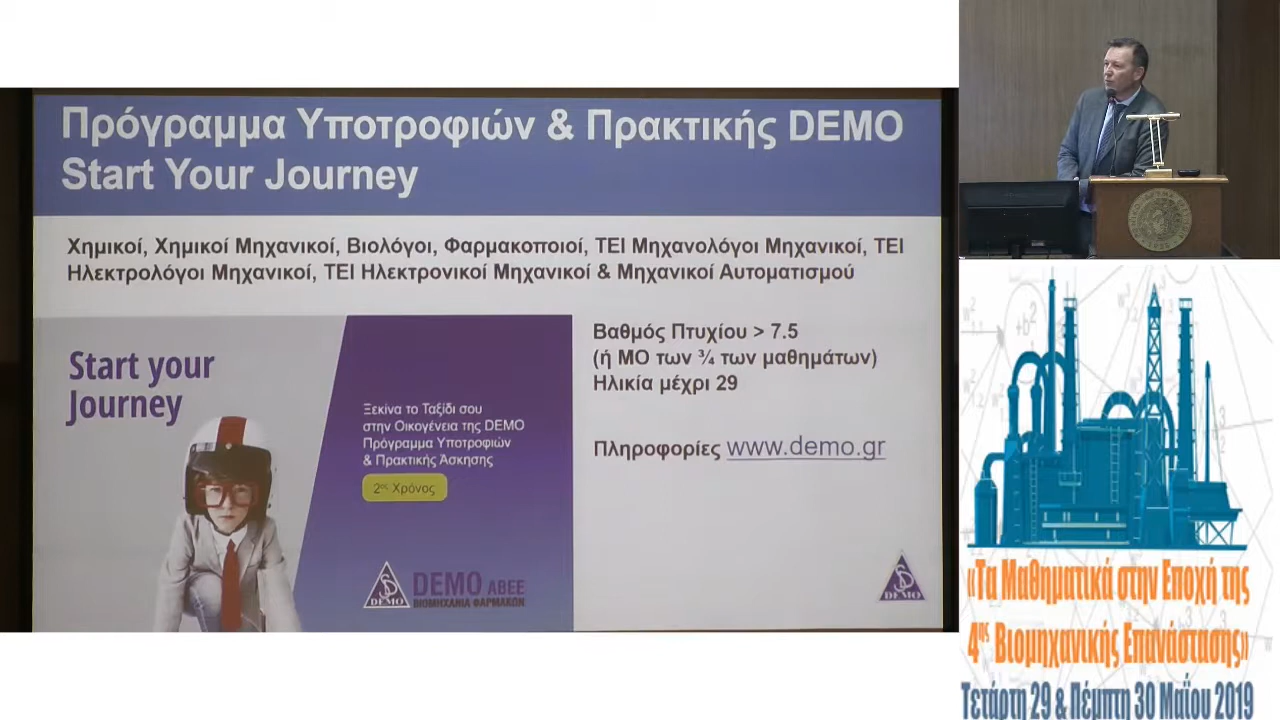 Πρόγραμμα Υποτροφιών & Πρακτικής DEMO
Start Your Journey
Χημικοί, Χημικοί Μηχανικοί, Βιολόγοι, Φαρμακοποιοί, ΤΕΙ Μηχανολόγοι Μηχανικοί, ΤΕΙ
Ηλεκτρολόγοι Μηχανικοί, ΤΕΙ Ηλεκτρονικοί Μηχανικοί & Μηχανικοί Αυτοματισμού
Start your
Journey
Ξεκίνα το Ταξίδι σου
στην Οικογένεια της DEMO
Πρόγραμμα Υποτροφιών
& Πρακτικής Άσκησης
2ος Χρόνος
DEMO
DEMO ΑΒΕΕ
ΒΙΟΜΗΧΑΝΙΑ ΦΑΡΜΑΚΩΝ
Βαθμός Πτυχίου > 7.5
(ή ΜΟ των ¾ των μαθημάτων)
Ηλικία μέχρι 29
Πληροφορίες www.demo.gr
DEMO
«Τα Μαθηματικά στην Εποχή της
4ης Βιομηχανικής Επανάστασης»
Τετάρτη 29 & Πέμπτη 30 Μαΐου 2019